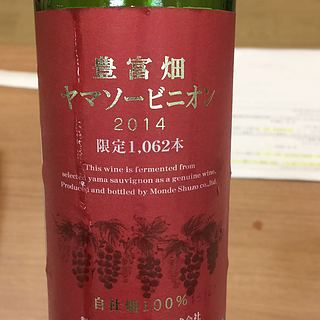 豊富畑
ヤマソービニオン
2014
限定1,062本
This wine is fermented from
selected yama sauvignon as a genuine wine.
Produced and bottled by Monde Shuzo co.,ltd.
自社畑100%